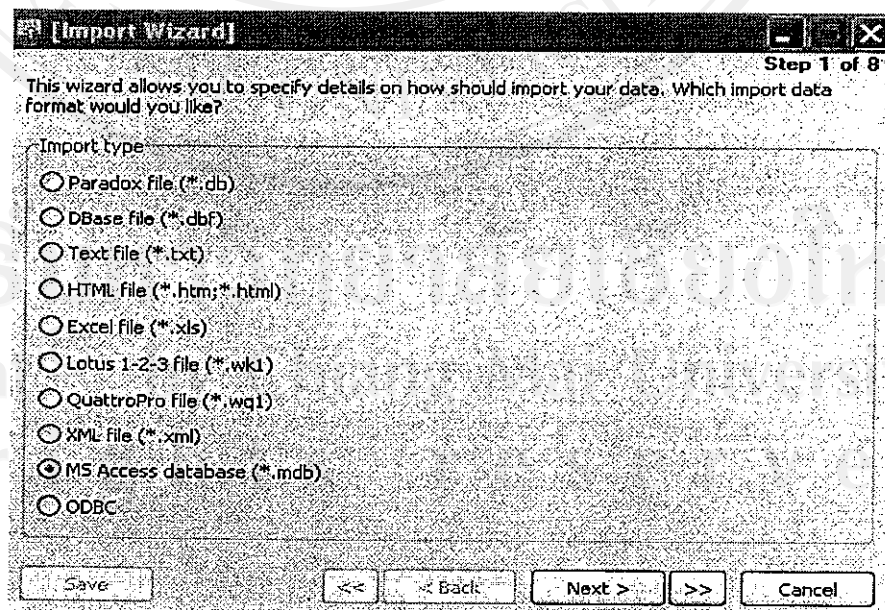 [Import Wizard]
Step 1 of 8
This wizard allows you to specify details on how should import your data. Which import data
format would you like?
Import type
Paradox file (*.db)
DBase file (*.dbf)
Text file (*.txt)
HTML file (*.htm;*.html)
Excel file (*.xls)
Lotus 1-2-3 file (*.wk1)
QuattroPro file (*.wq1)
XML file (*.xml)
MS Access database (*.mdb)
ODBC
Save << < Back Next > >> Cancel